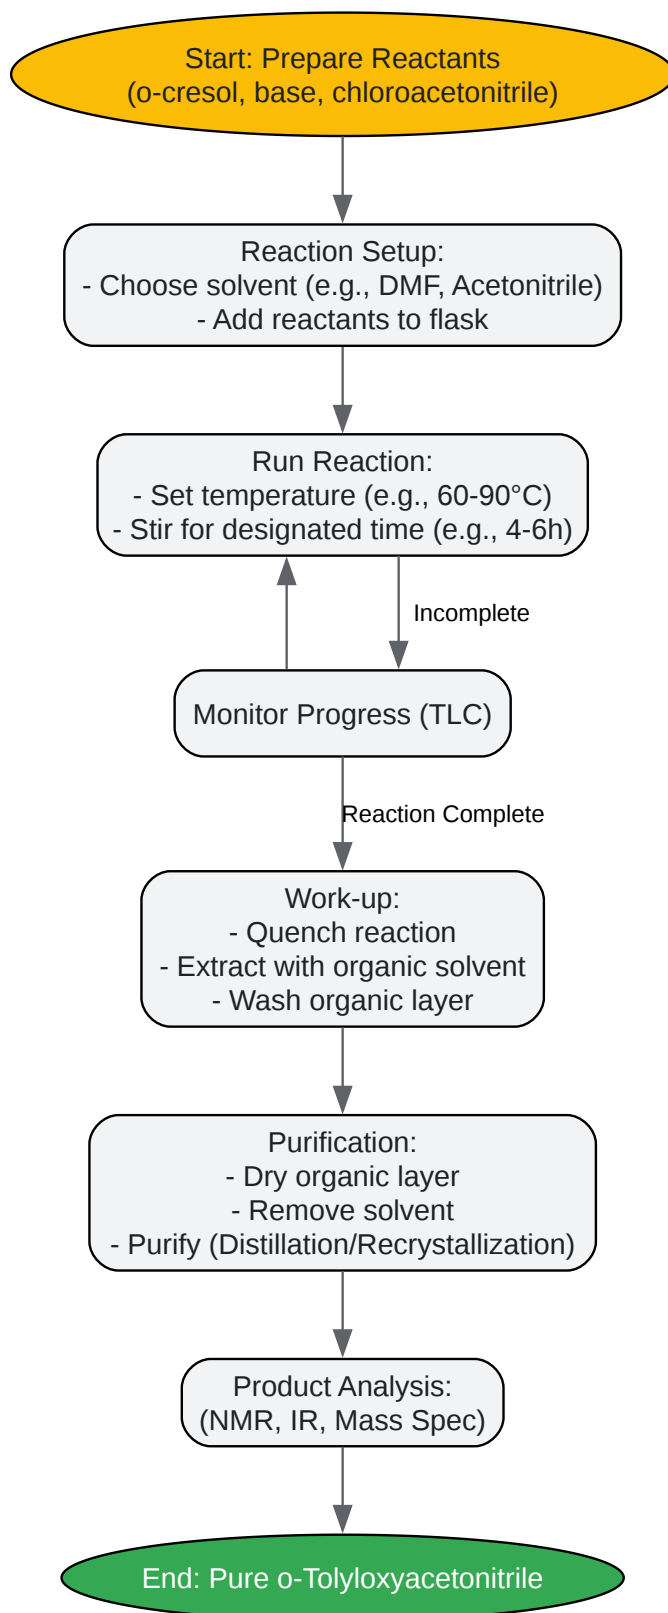 Start: Prepare Reactants
(o-cresol, base, chloroacetonitrile)
Reaction Setup:
- Choose solvent (e.g., DMF, Acetonitrile)
- Add reactants to flask
Run Reaction:
- Set temperature (e.g., 60-90°C)
- Stir for designated time (e.g., 4-6h)
Incomplete
Monitor Progress (TLC)
Reaction Complete
Work-up:
- Quench reaction
- Extract with organic solvent
- Wash organic layer
Purification:
- Dry organic layer
- Remove solvent
- Purify (Distillation/Recrystallization)
Product Analysis:
(NMR, IR, Mass Spec)
End: Pure o-Tolyloxyacetonitrile